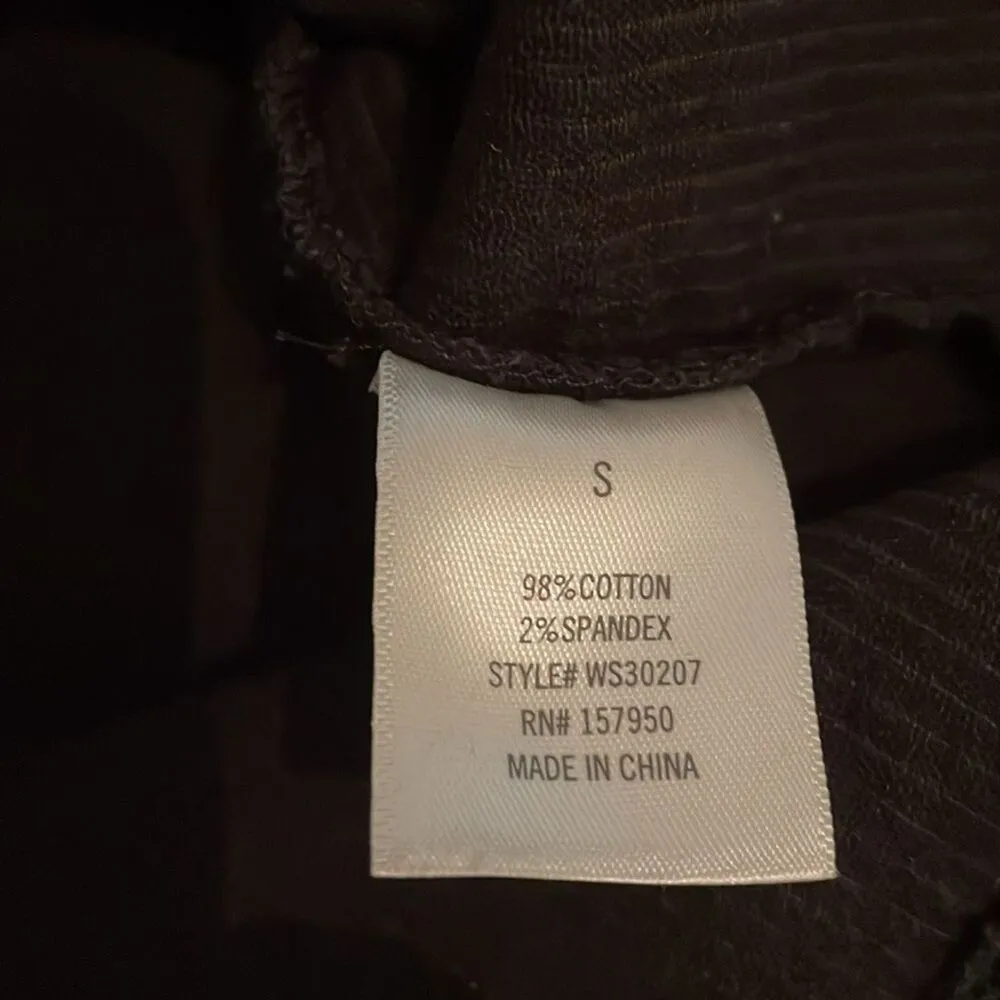 S
98%COTTON
2%SPANDEX
STYLE# WS30207
RN# 157950
MADE IN CHINA